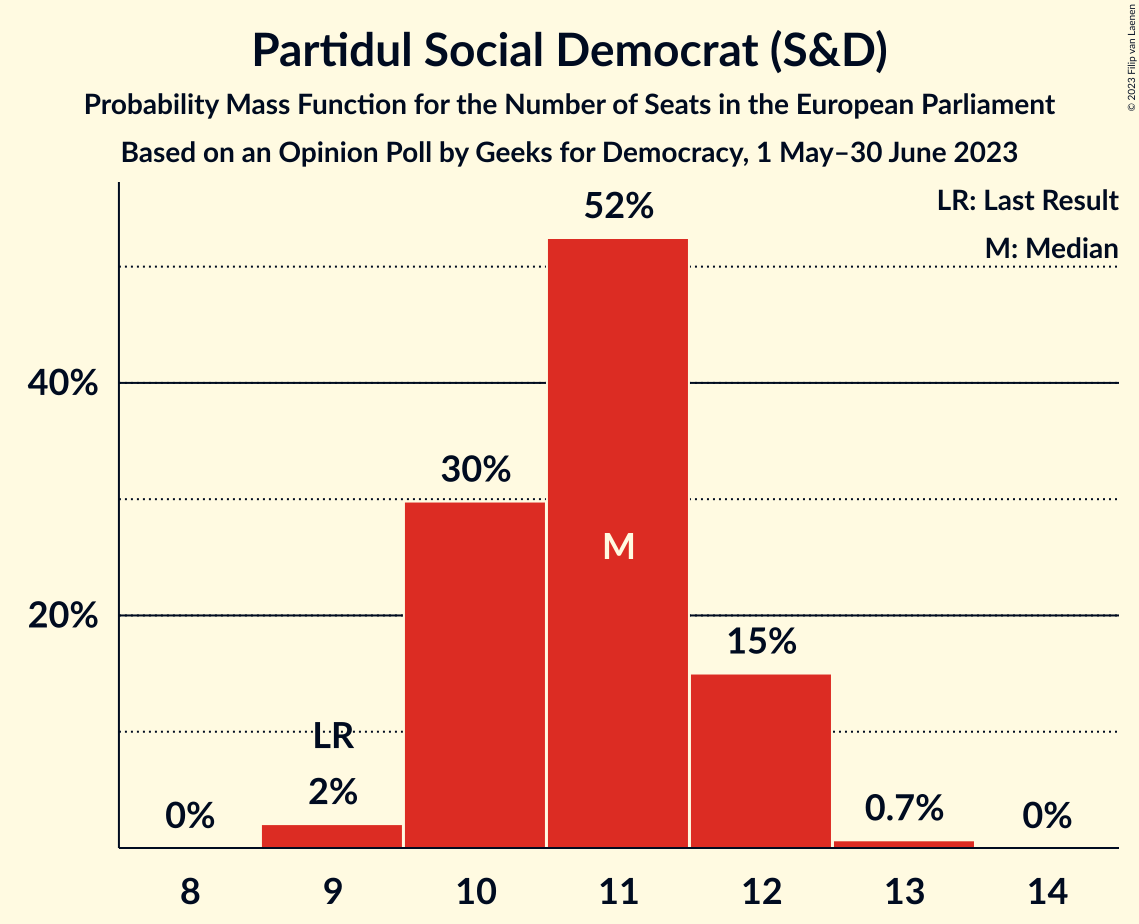 Partidul Social Democrat (S&D)
Probability Mass Function for the Number of Seats in the European Parliament
Based on an Opinion Poll by Geeks for Democracy, 1 May–30 June 2023
© 2023 Filip van Laenen
LR: Last Result
M: Median
52%
40%
30%
M
20%
15%
LR
2%
0%
0.7%
0%
8 9 10 11 12 13 14